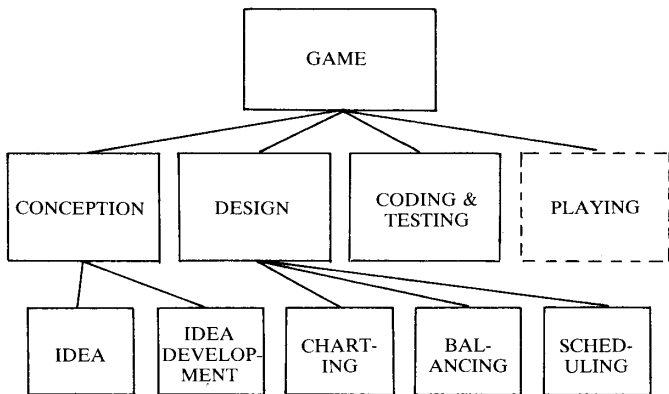 GAME
CONCEPTION
DESIGN
CODING &
TESTING
PLAYING
IDEA
IDEA
DEVELOP-
MENT
CHART-
ING
BAL-
ANCING
SCHED-
ULING